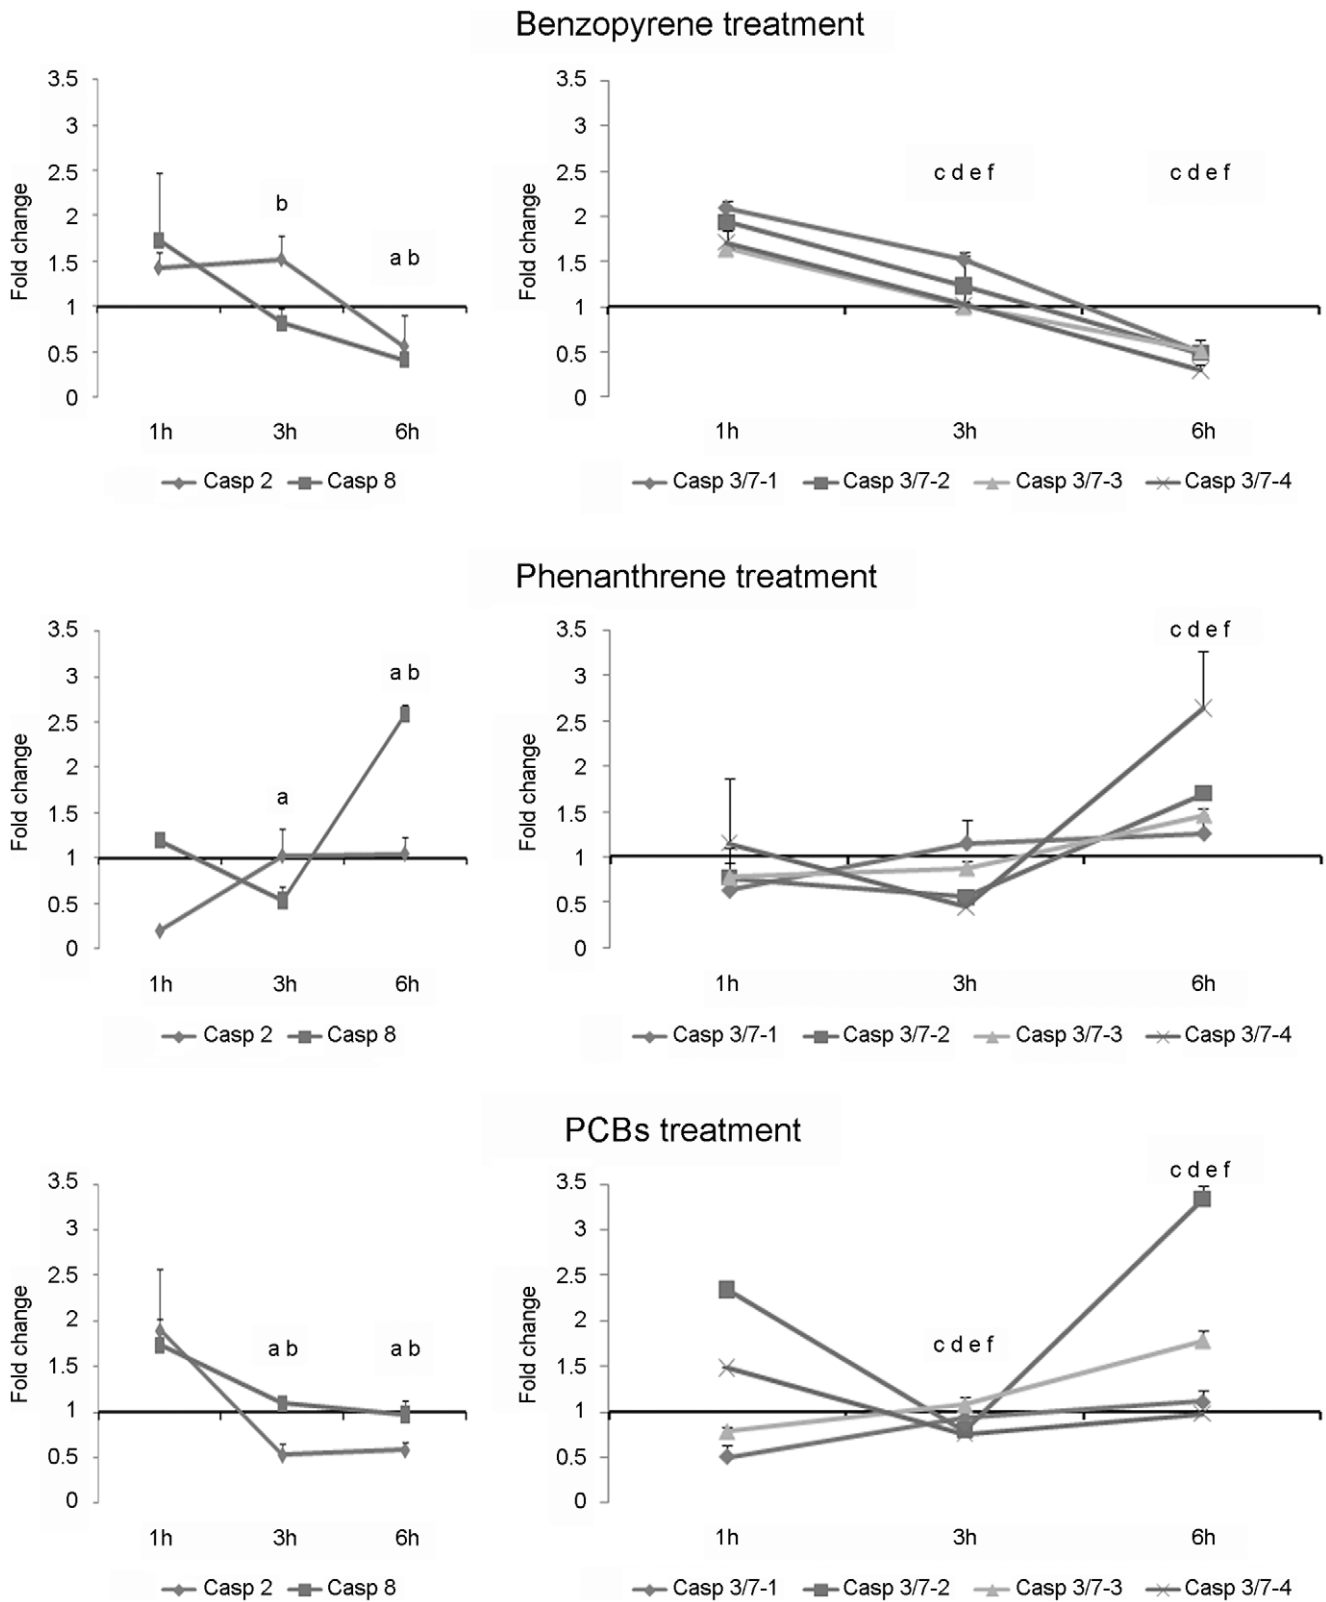 Benzopyrene treatment
Fold change
3.5
3
2.5
2
1.5
1
0.5
0
b
a b
1h 3h 6h
Casp 2 Casp 8
Fold change
3.5
3
2.5
2
1.5
1
0.5
0
c d e f
c d e f
1h 3h 6h
Casp 3/7-1 Casp 3/7-2 Casp 3/7-3 Casp 3/7-4
Phenanthrene treatment
Fold change
3.5
3
2.5
2
1.5
1
0.5
0
a
a b
1h 3h 6h
Casp 2 Casp 8
Fold change
3.5
3
2.5
2
1.5
1
0.5
0
c d e f
1h 3h 6h
Casp 3/7-1 Casp 3/7-2 Casp 3/7-3 Casp 3/7-4
PCBs treatment
Fold change
3.5
3
2.5
2
1.5
1
0.5
0
a b
a b
1h 3h 6h
Casp 2 Casp 8
Fold change
3.5
3
2.5
2
1.5
1
0.5
0
c d e f
c d e f
1h 3h 6h
Casp 3/7-1 Casp 3/7-2 Casp 3/7-3 Casp 3/7-4